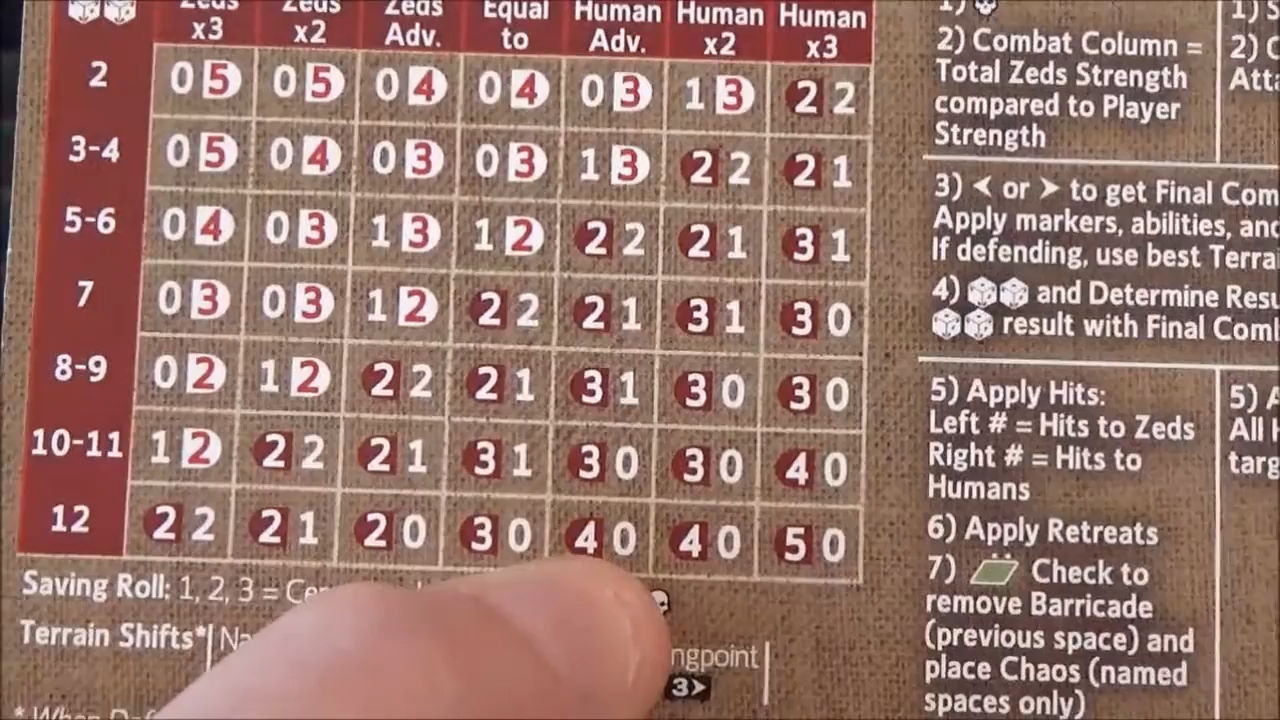 Zeds Zeds Zeds Equal Human Human Human
x3 x2 Adv. to Adv. x2 x3
2 0 5 0 5 0 4 0 4 0 3 1 3 2 2
3-4 0 5 0 4 0 3 0 3 1 3 2 2 2 1
5-6 0 4 0 3 1 3 1 2 2 2 2 1 3 1
7 0 3 0 3 1 2 2 2 2 1 3 1 3 0
8-9 0 2 1 2 2 2 2 1 3 1 3 0 3 0
10-11 1 2 2 2 2 1 3 1 3 0 3 0 4 0
12 2 2 2 1 2 0 3 0 4 0 4 0 5 0
Saving Roll: 1, 2, 3 =
Terrain Shifts*
ngpoint
3>
1)
2) Combat Column =
Total Zeds Strength
compared to Player
Strength
3) < or > to get Final Com
Apply markers, abilities, and
If defending, use best Terra
4) and Determine Resu
result with Final Com
5) Apply Hits:
Left # = Hits to Zeds
Right # = Hits to
Humans
6) Apply Retreats
7) Check to
remove Barricade
(previous space) and
place Chaos (named
spaces only)
1)
2)
Atta
5)
All
targ